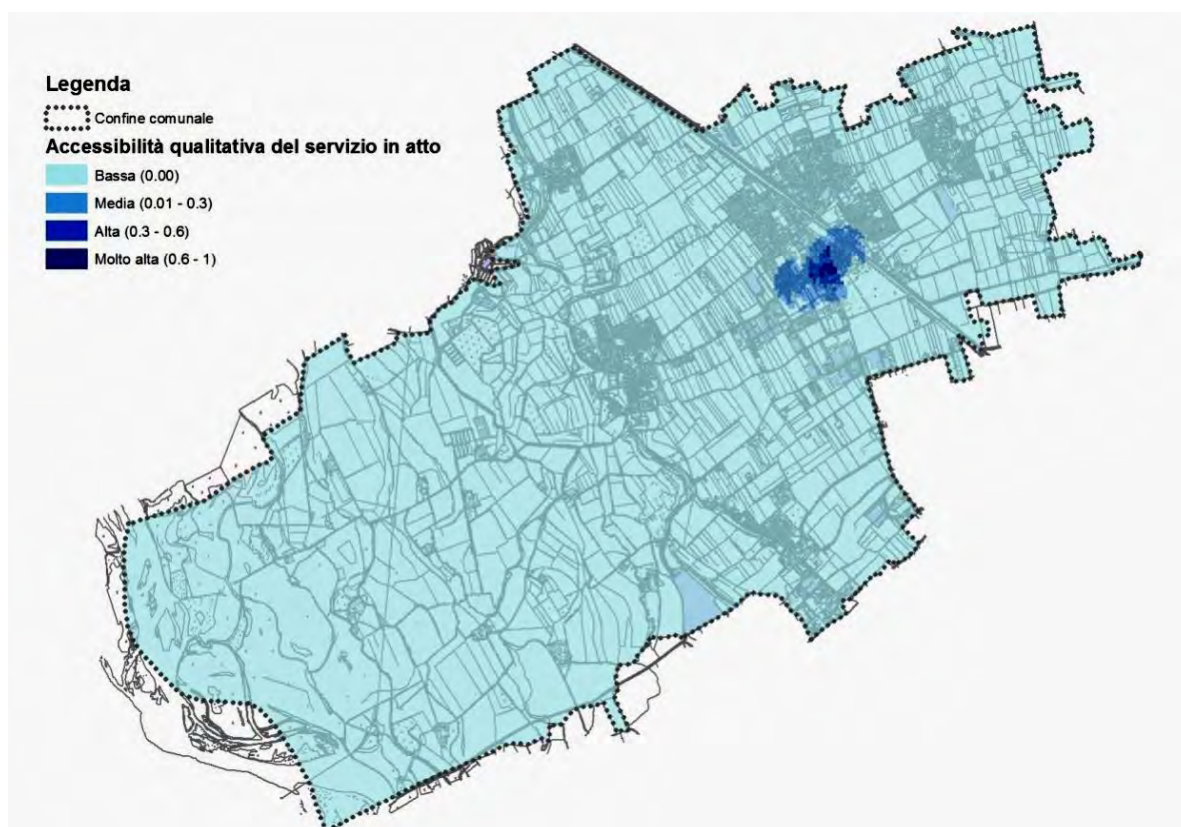 Legenda
Confine comunale
Accessibilità qualitativa del servizio in atto
Bassa (0.00)
Media (0.01 - 0.3)
Alta (0.3 - 0.6)
Molto alta (0.6 - 1)